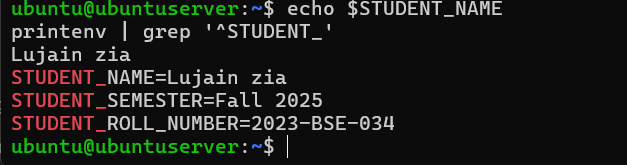 ubuntu@ubuntuserver:~$ echo $STUDENT_NAME
printenv | grep '^STUDENT_'
Lujain zia
STUDENT_NAME=Lujain zia
STUDENT_SEMESTER=Fall 2025
STUDENT_ROLL_NUMBER=2023-BSE-034
ubuntu@ubuntuserver:~$